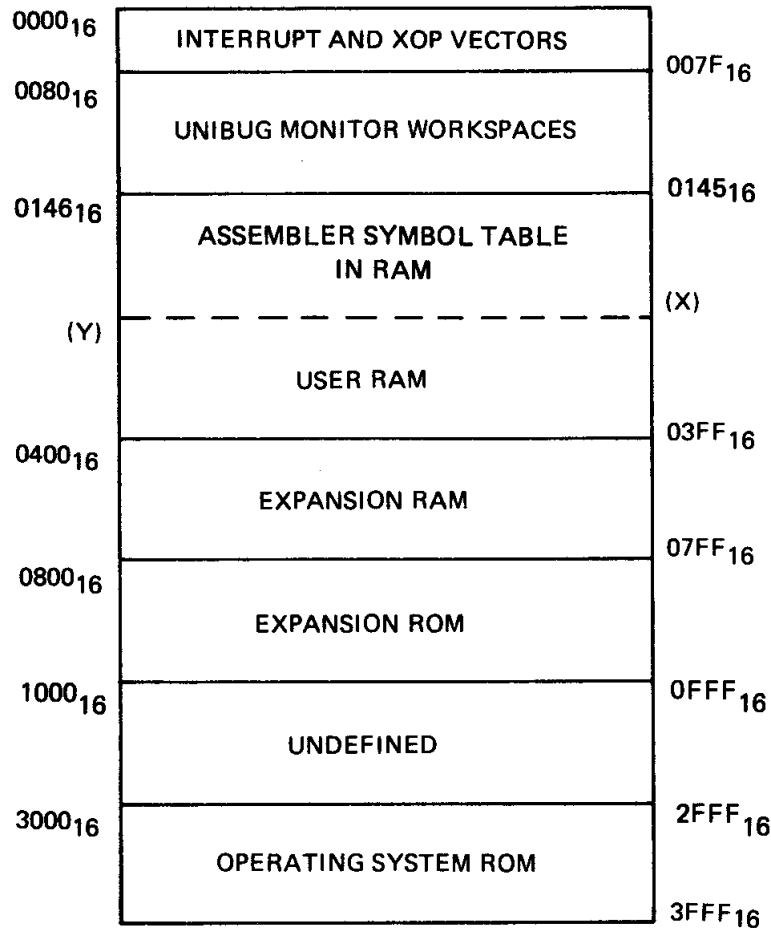 0000₁₆
INTERRUPT AND XOP VECTORS
007F₁₆
0080₁₆
UNIBUG MONITOR WORKSPACES
0145₁₆
0146₁₆
ASSEMBLER SYMBOL TABLE
IN RAM
(X)
(Y)
USER RAM
03FF₁₆
0400₁₆
EXPANSION RAM
07FF₁₆
0800₁₆
EXPANSION ROM
0FFF₁₆
1000₁₆
UNDEFINED
2FFF₁₆
3000₁₆
OPERATING SYSTEM ROM
3FFF₁₆